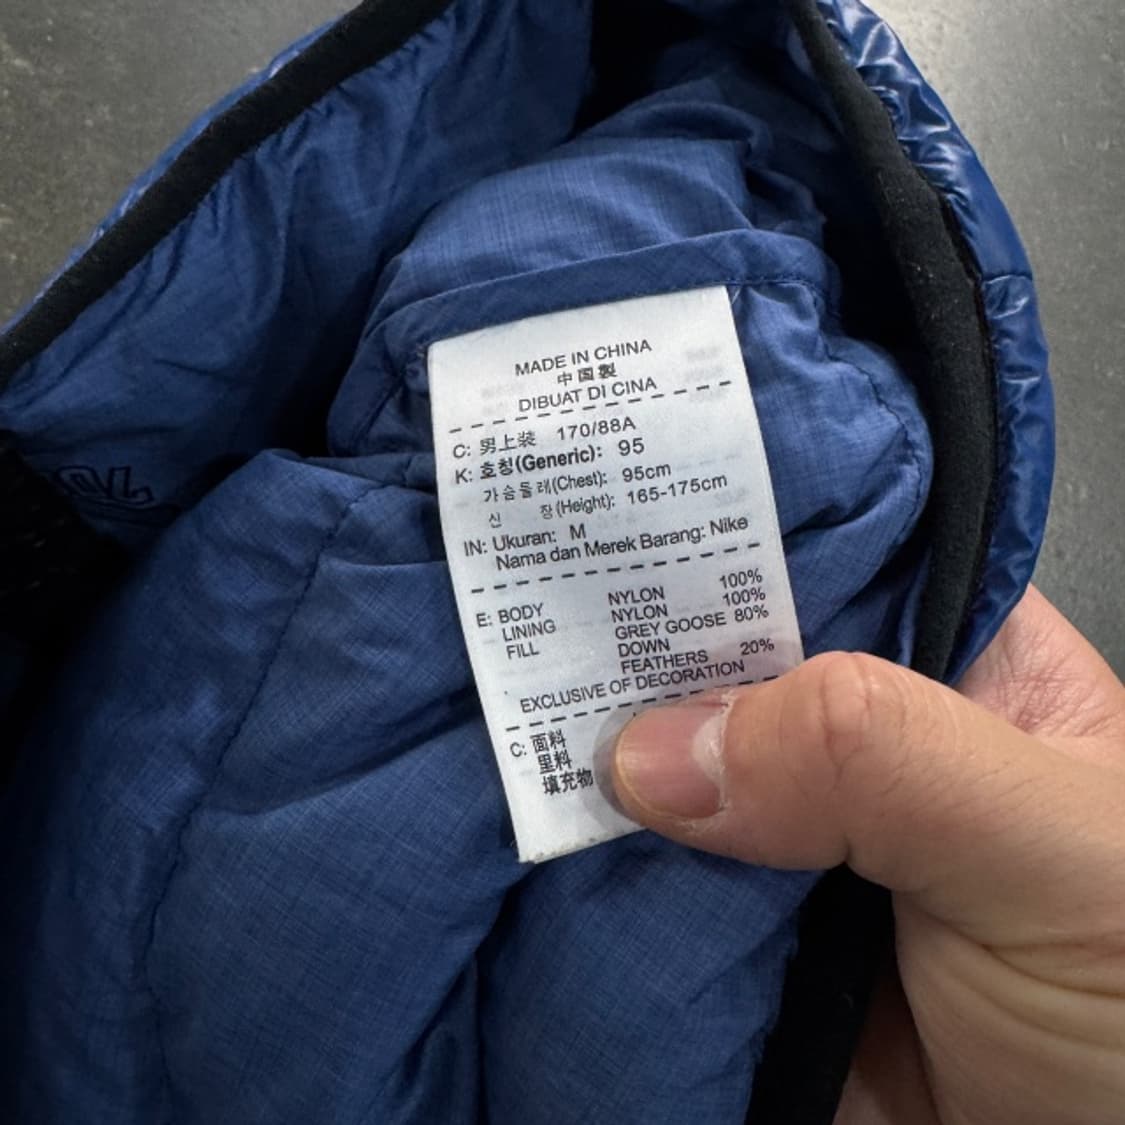 MADE IN CHINA
中国製
DIBUAT DI CINA
C: 男上装 170/88A
K: 호칭(Generic): 95
가슴둘레(Chest): 95cm
신 장(Height): 165-175cm
IN: Ukuran: M
Nama dan Merek Barang: Nike
E: BODY NYLON 100%
LINING NYLON 100%
FILL GREY GOOSE 80%
DOWN
FEATHERS 20%
EXCLUSIVE OF DECORATION
C: 面料
里料
填充物